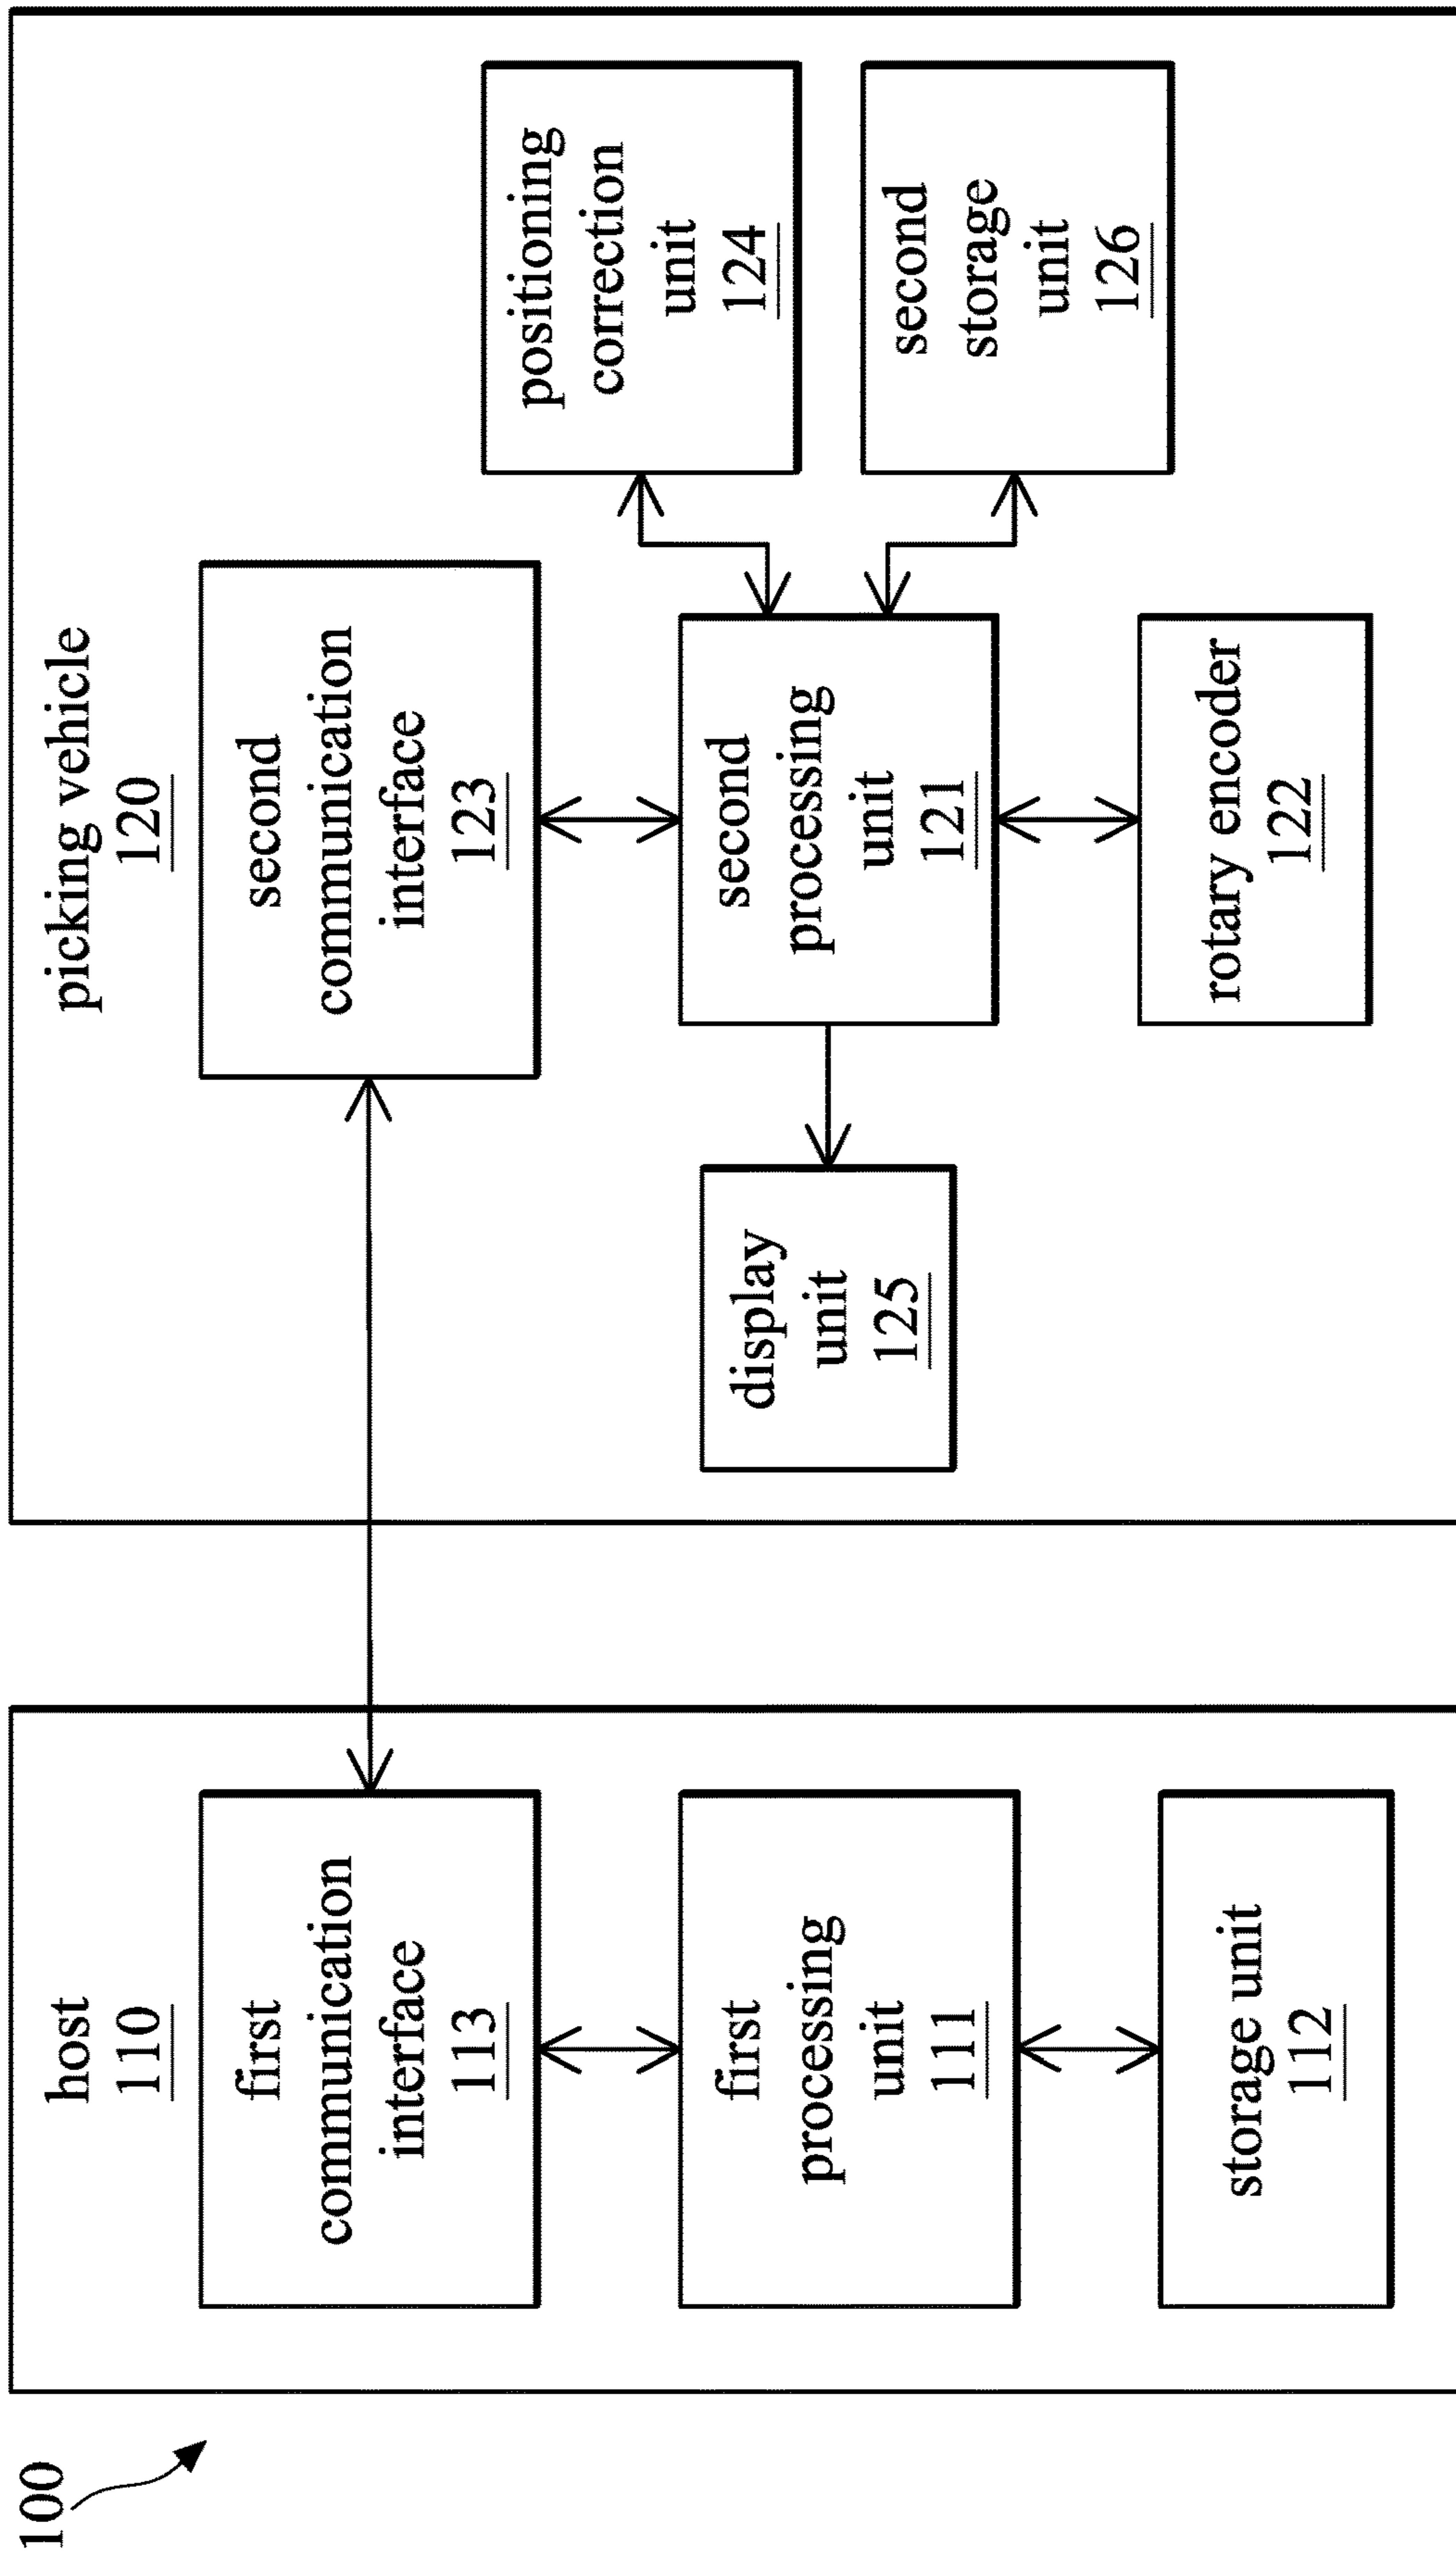 100
host
110
first
communication
interface
113
first
processing
unit
111
storage unit
112
picking vehicle
120
second
communication
interface
123
display
unit
125
second
processing
unit
121
rotary encoder
122
positioning
correction
unit
124
second
storage
unit
126